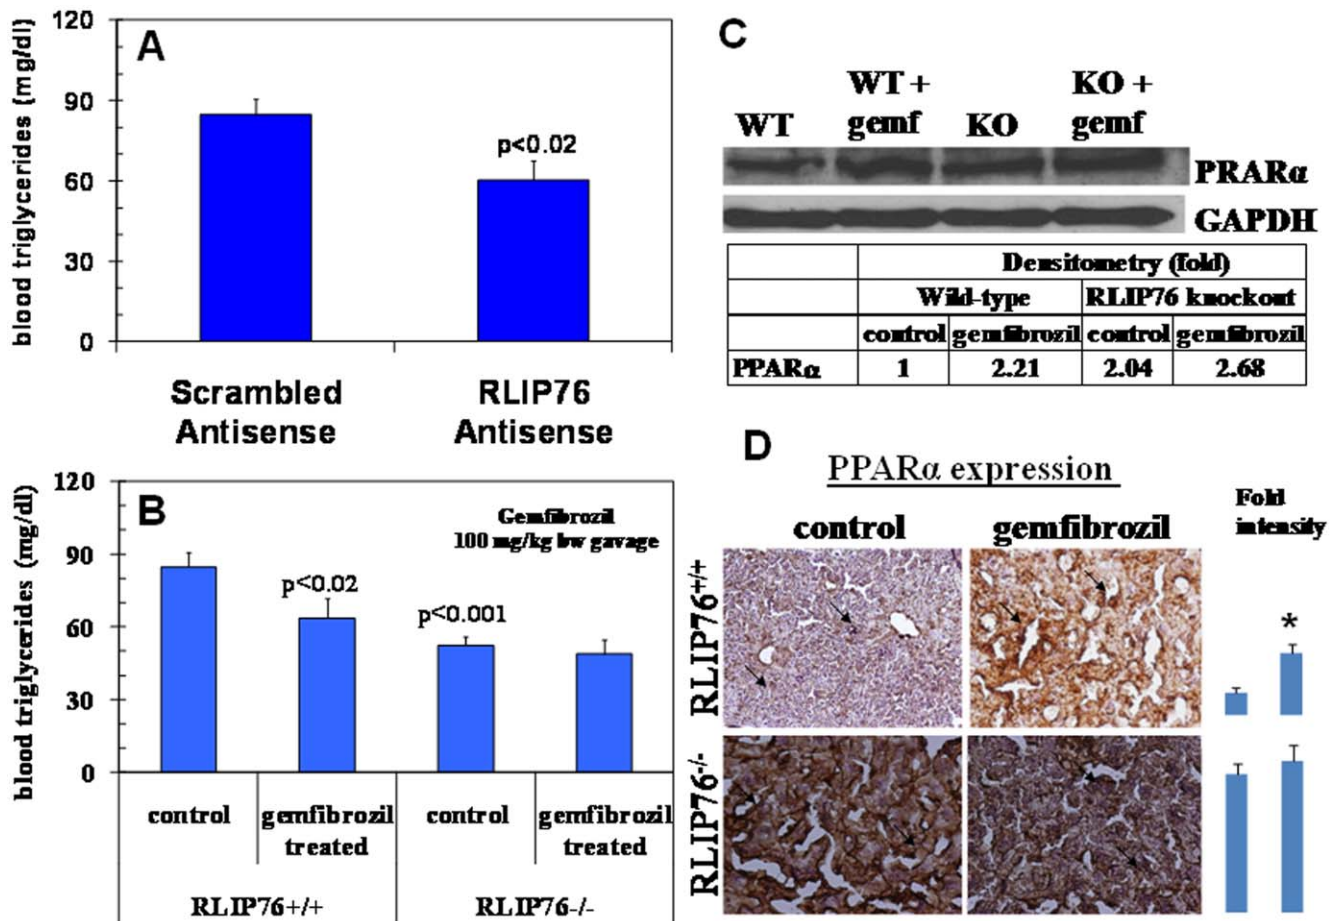 A
blood triglycerides (mg/dl)
120
90
60
30
0
p<0.02
Scrambled
Antisense
RLIP76
Antisense
B
blood triglycerides (mg/dl)
120
90
60
30
0
Gemfibrozil
100 mg/kg bw gavage
p<0.02
p<0.001
control
gemfibrozil
treated
control
gemfibrozil
treated
RLIP76+/+
RLIP76-/-
C
WT
WT +
gemf
KO
KO +
gemf
PRARα
GAPDH
Densitometry (fold)
Wild-type RLIP76 knockout
control gemfibrozil control gemfibrozil
PPARα 1 2.21 2.04 2.68
D
PPARα expression
control gemfibrozil
Fold
intensity
RLIP76+/+
*
RLIP76-/-